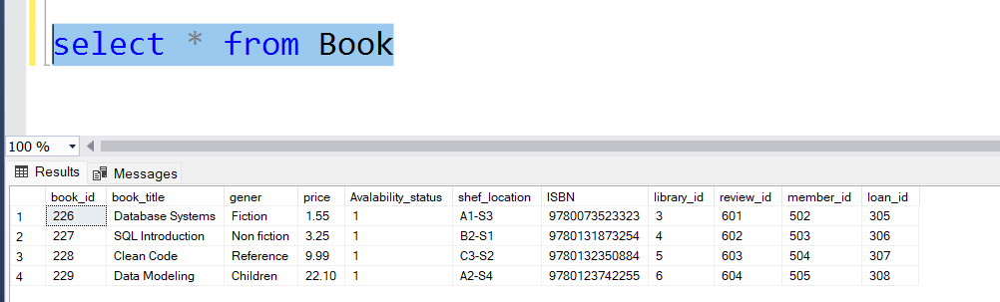 select * from Book
100 %
Results Messages
book_id book_title gener price Avalability_status shef_location ISBN library_id review_id member_id loan_id
1 226 Database Systems Fiction 1.55 1 A1-S3 9780073523323 3 601 502 305
2 227 SQL Introduction Non fiction 3.25 1 B2-S1 9780131873254 4 602 503 306
3 228 Clean Code Reference 9.99 1 C3-S2 9780132350884 5 603 504 307
4 229 Data Modeling Children 22.10 1 A2-S4 9780123742255 6 604 505 308